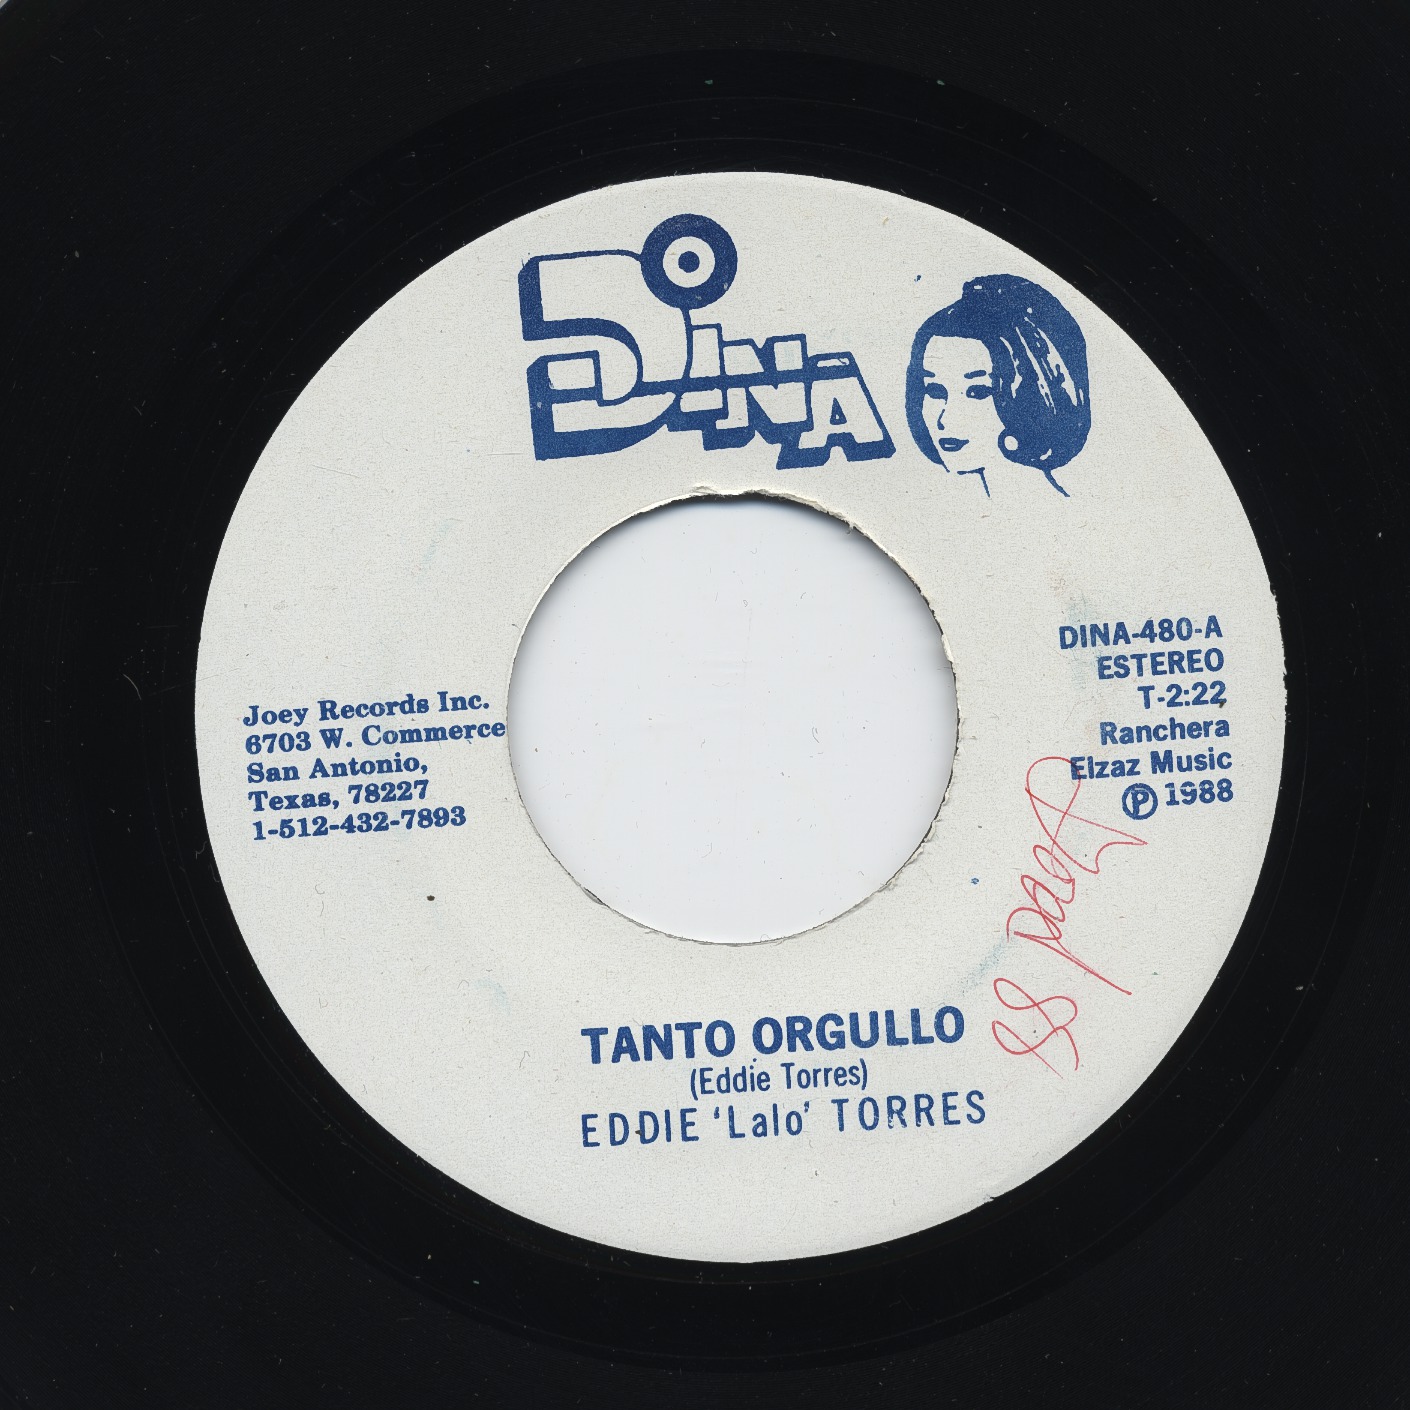 DINA
Joey Records Inc.
6703 W. Commerce
San Antonio,
Texas, 78227
1-512-432-7893
DINA-480-A
ESTEREO
T-2:22
Ranchera
Elzaz Music
Ⓟ 1988
TANTO ORGULLO
(Eddie Torres)
EDDIE 'Lalo' TORRES